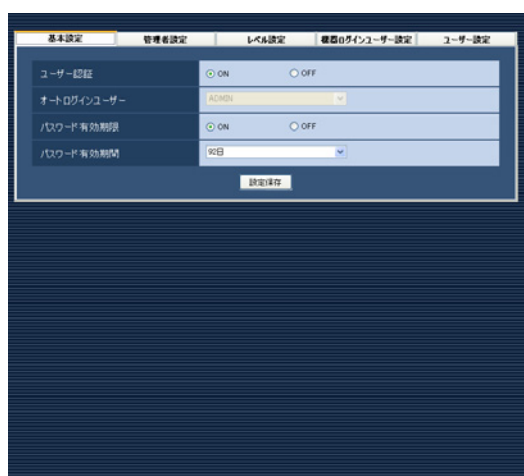 基本設定 管理者設定 レベル設定 機器ログインユーザー設定 ユーザー設定
ユーザー認証 ON OFF
オートログインユーザー ADMIN
パスワード有効期限 ON OFF
パスワード有効期間 92日
設定保存